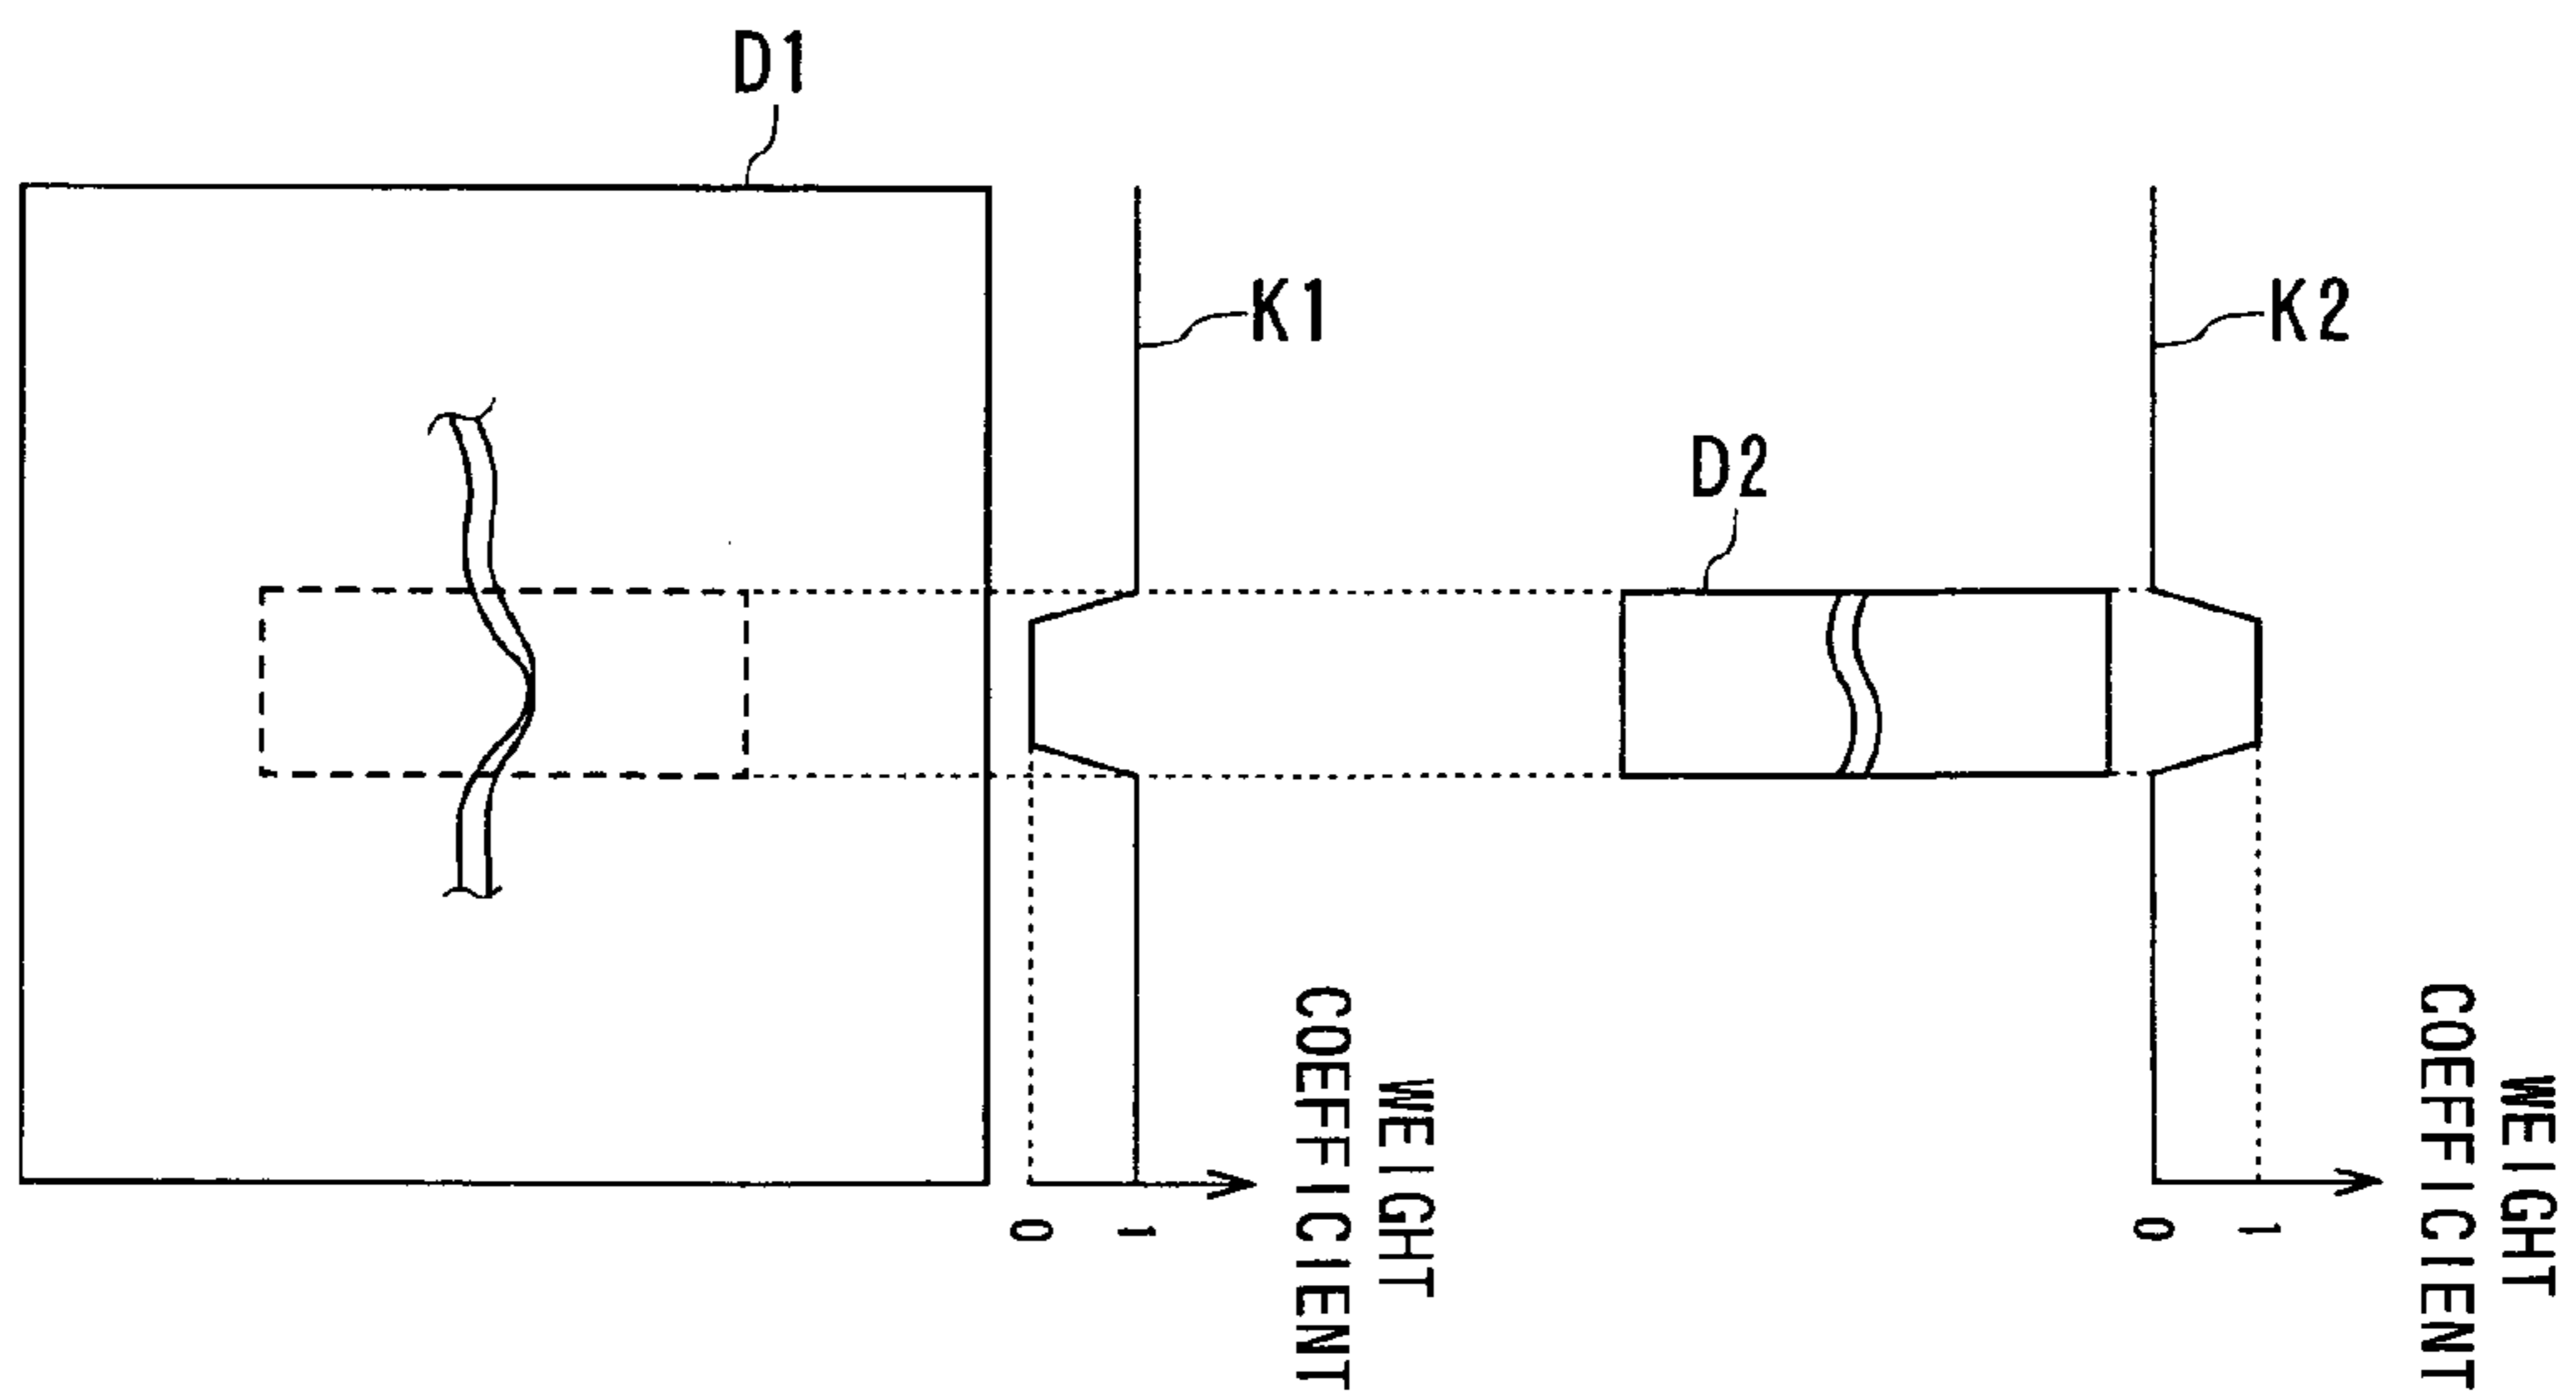 D1
K1
K2
D2
WEIGHT
COEFFICIENT
0
1
WEIGHT
COEFFICIENT
0
1